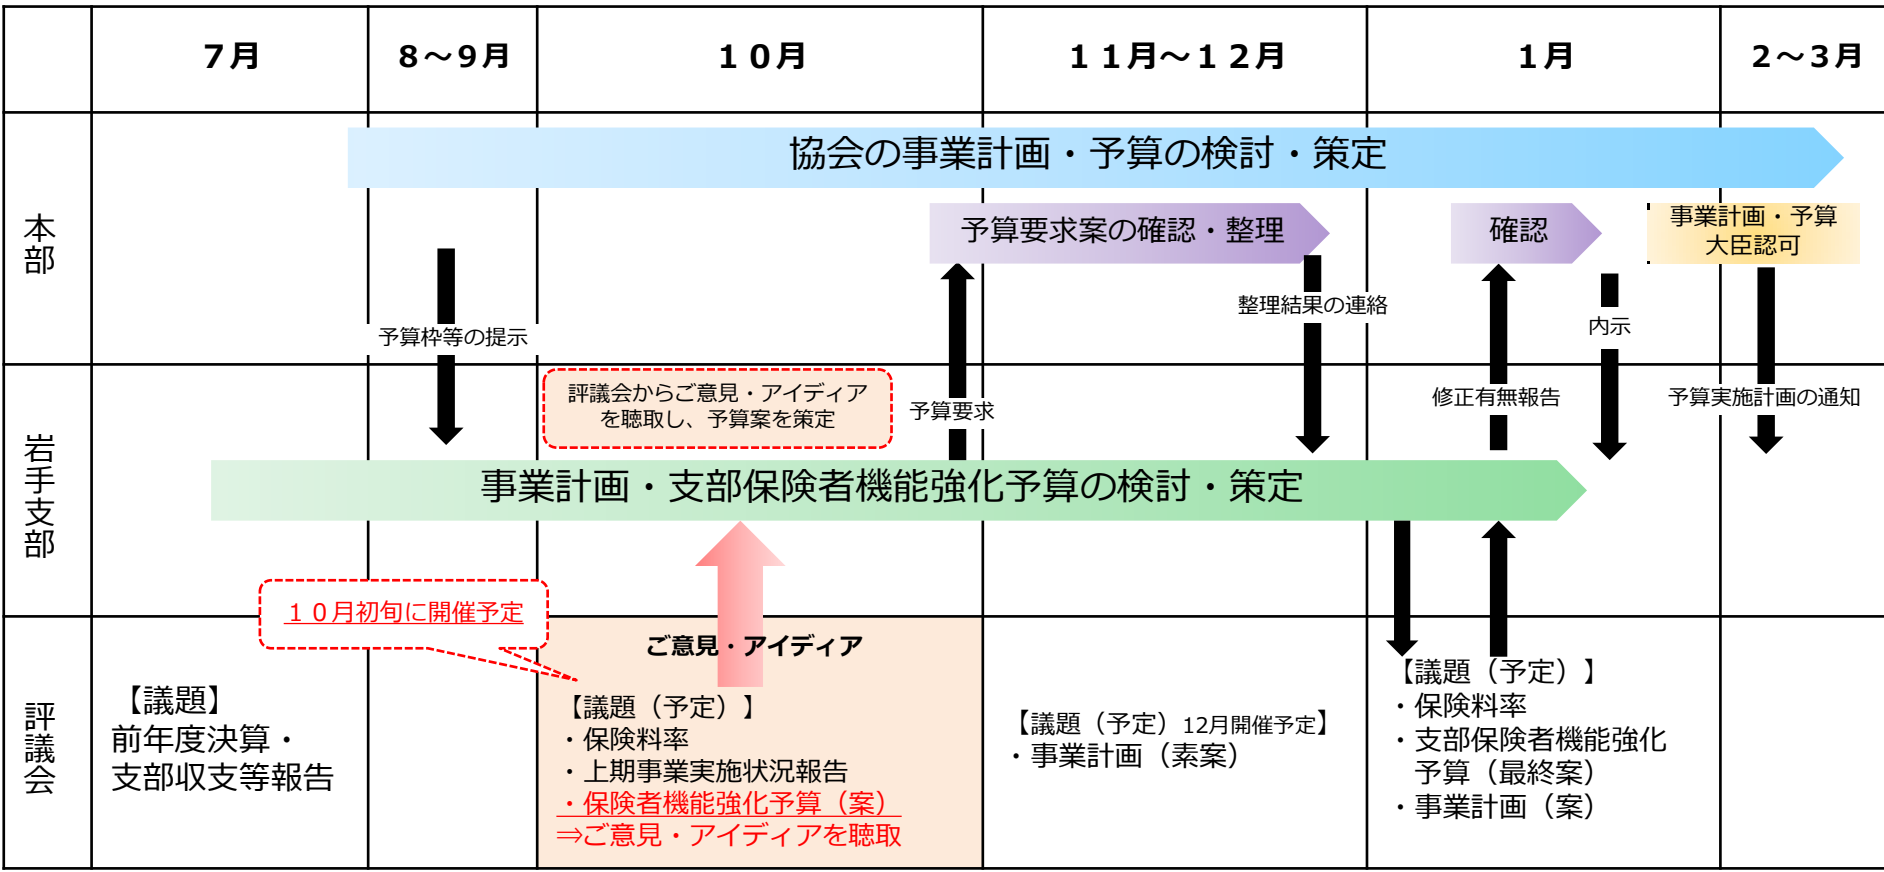 ７月
８～９月
１０月
１１月～１２月
１月
２～３月
本部
協会の事業計画・予算の検討・策定
予算要求案の確認・整理
確認
事業計画・予算
大臣認可
予算枠等の提示
整理結果の連絡
内示
岩手支部
評議会からご意見・アイディア
を聴取し、予算案を策定
予算要求
修正有無報告
予算実施計画の通知
事業計画・支部保険者機能強化予算の検討・策定
１０月初旬に開催予定
評議会
【議題】
前年度決算・
支部収支等報告
ご意見・アイディア
【議題（予定）】
・保険料率
・上期事業実施状況報告
・保険者機能強化予算（案）
⇒ご意見・アイディアを聴取
【議題（予定）12月開催予定】
・事業計画（素案）
【議題（予定）】
・保険料率
・支部保険者機能強化
予算（最終案）
・事業計画（案）